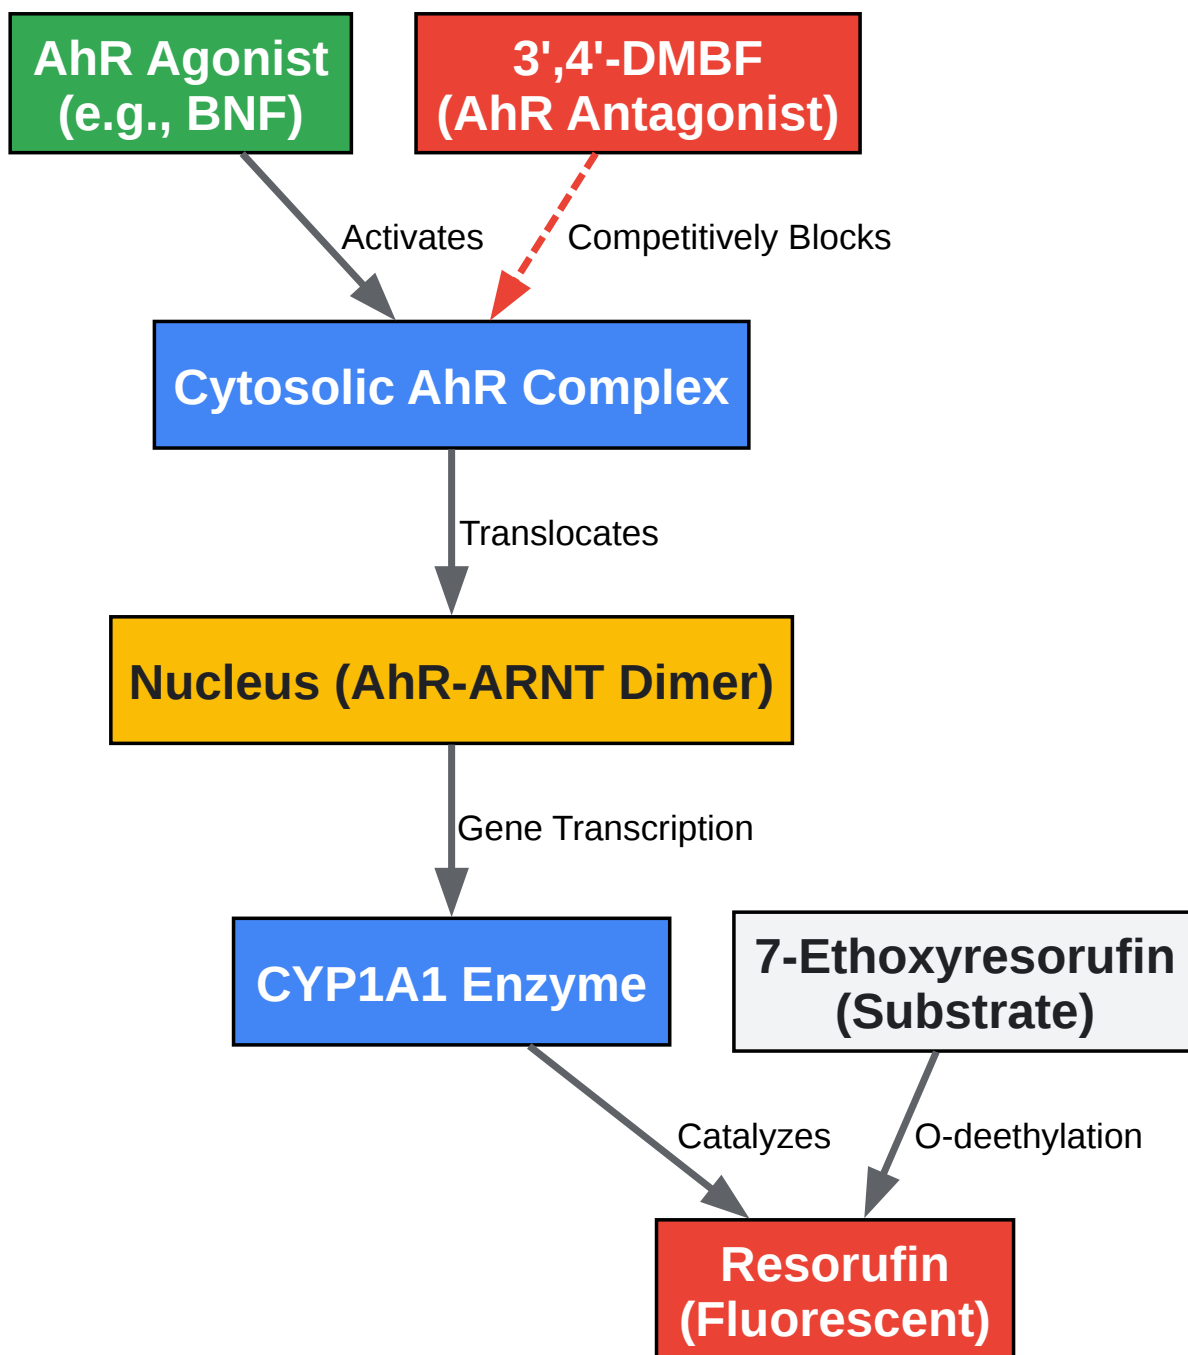 AhR Agonist
(e.g., BNF)
3',4'-DMBF
(AhR Antagonist)
Activates
Competitively Blocks
Cytosolic AhR Complex
Translocates
Nucleus (AhR-ARNT Dimer)
Gene Transcription
CYP1A1 Enzyme
7-Ethoxyresorufin
(Substrate)
Catalyzes
O-deethylation
Resorufin
(Fluorescent)